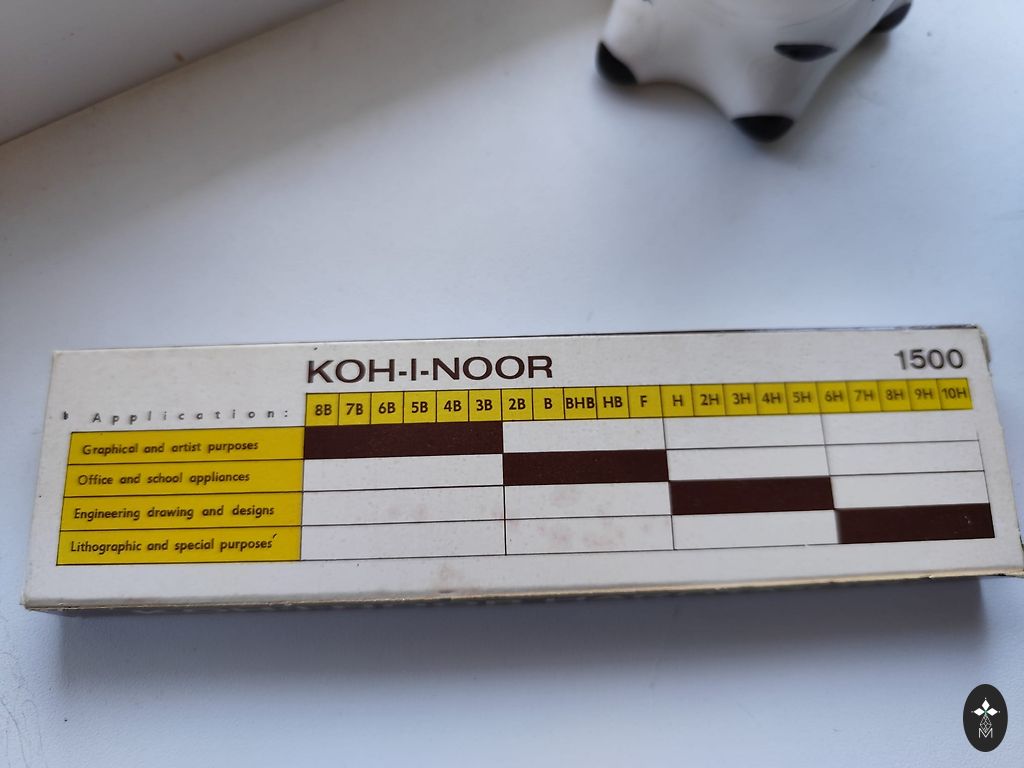 KOH-I-NOOR 1500
Application: 8B 7B 6B 5B 4B 3B 2B B BHB HB F H 2H 3H 4H 5H 6H 7H 8H 9H 10H
Graphical and artist purposes
Office and school appliances
Engineering drawing and designs
Lithographic and special purposes
M